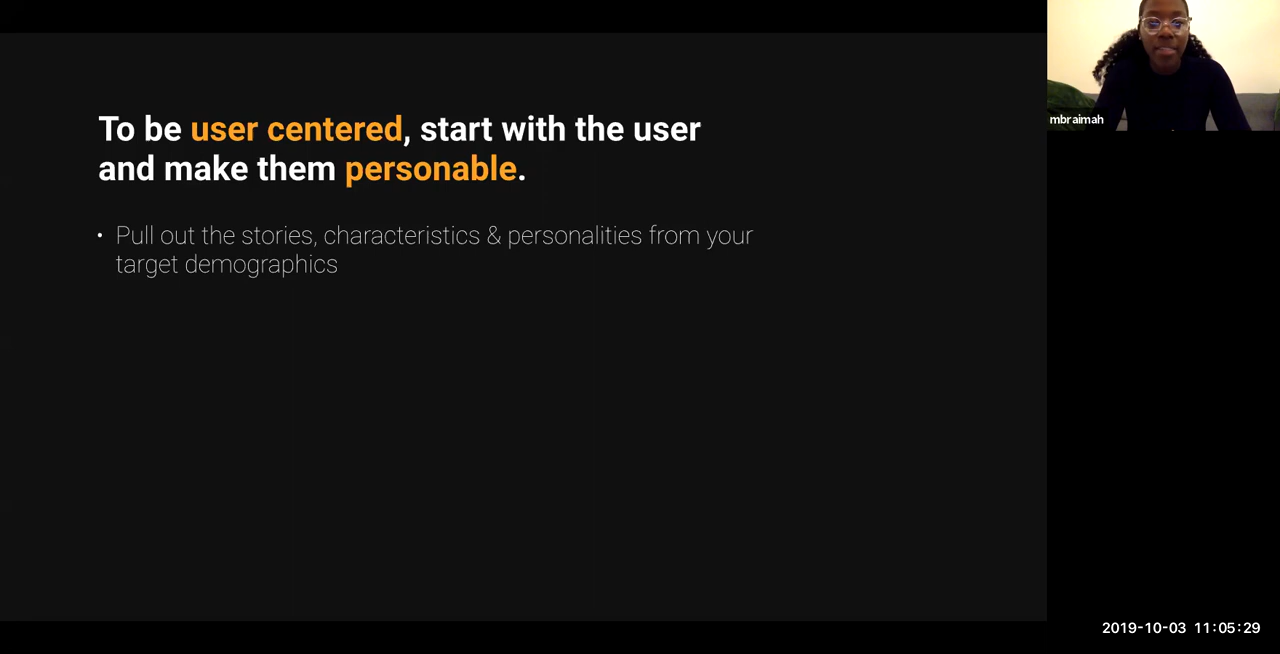 To be user centered, start with the user
and make them personable.
• Pull out the stories, characteristics & personalities from your
target demographics
mbraimah
2019-10-03 11:05:29